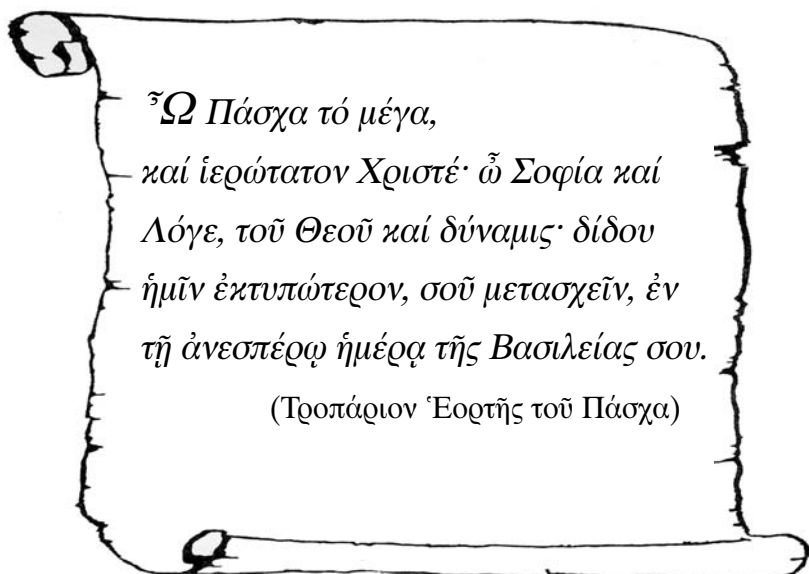 Ὦ Πάσχα τό μέγα,
καί ἱερώτατον Χριστέ· ὦ Σοφία καί
Λόγε, τοῦ Θεοῦ καί δύναμις· δίδου
ἡμῖν ἐκτυπώτερον, σοῦ μετασχεῖν, ἐν
τῇ ἀνεσπέρῳ ἡμέρᾳ τῆς Βασιλείας σου.
(Τροπάριον Ἑορτῆς τοῦ Πάσχα)